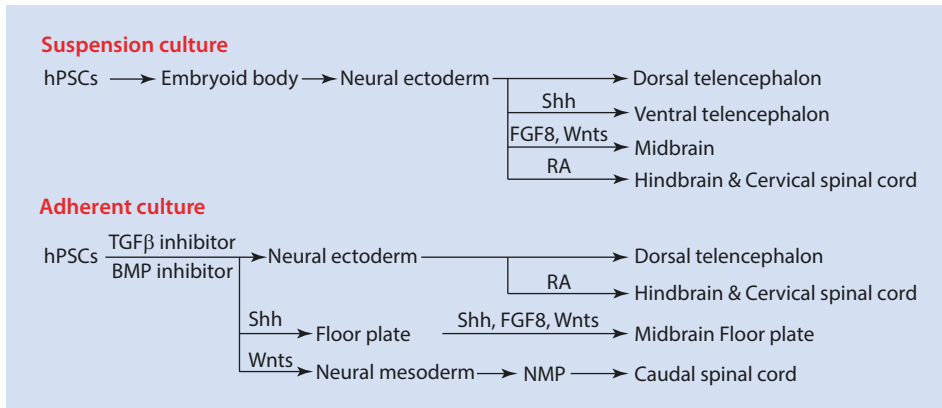 Suspension culture
hPSCs Embryoid body Neural ectoderm Dorsal telencephalon
Shh Ventral telencephalon
FGF8, Wnts Midbrain
RA Hindbrain & Cervical spinal cord
Adherent culture
TGFβ inhibitor
hPSCs Neural ectoderm Dorsal telencephalon
BMP inhibitor
RA Hindbrain & Cervical spinal cord
Shh Floor plate Shh, FGF8, Wnts Midbrain Floor plate
Wnts Neural mesoderm NMP Caudal spinal cord